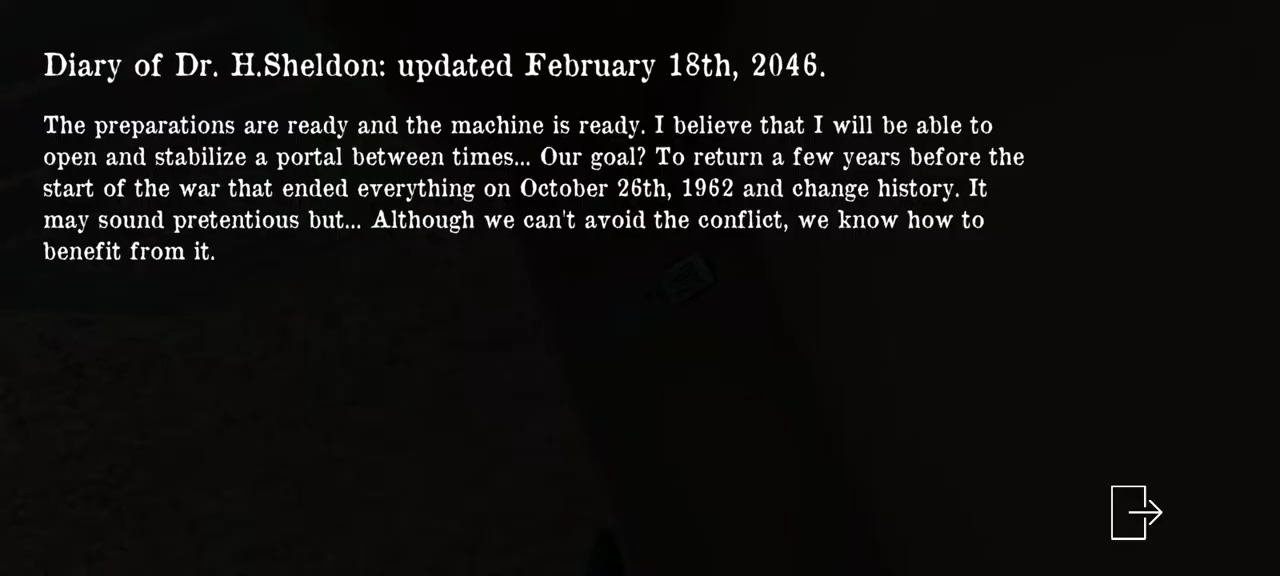 Diary of Dr. H.Sheldon: updated February 18th, 2046.
The preparations are ready and the machine is ready. I believe that I will be able to
open and stabilize a portal between times... Our goal? To return a few years before the
start of the war that ended everything on October 26th, 1962 and change history. It
may sound pretentious but... Although we can't avoid the conflict, we know how to
benefit from it.